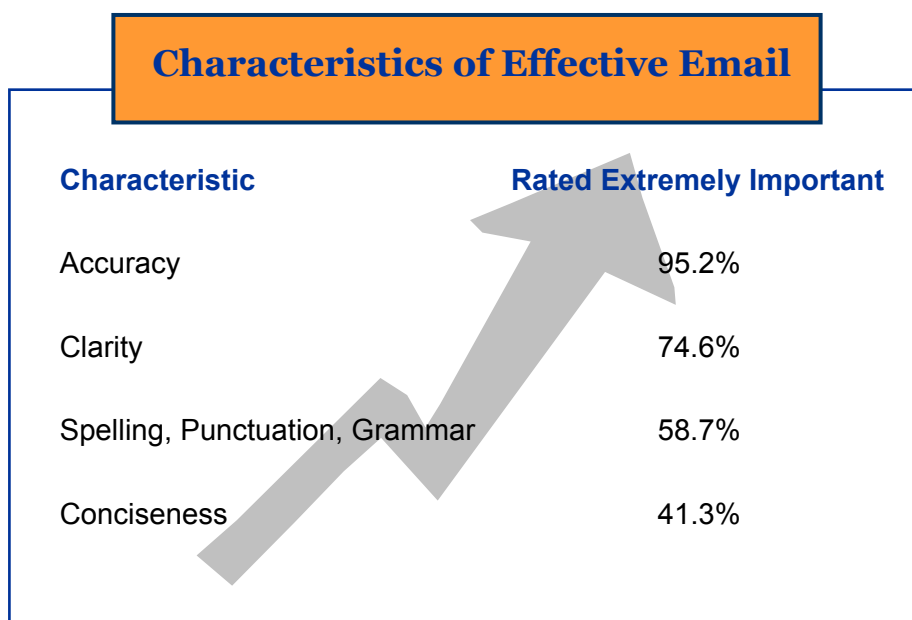 Characteristics of Effective Email
Characteristic Rated Extremely Important
Accuracy 95.2%
Clarity 74.6%
Spelling, Punctuation, Grammar 58.7%
Conciseness 41.3%